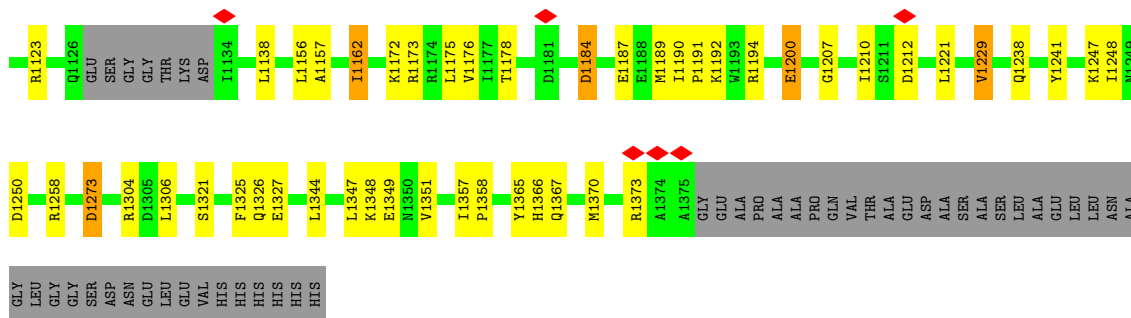 R1123 Q1126 GLU SER GLY GLY THR LYS ASP I1134 L1138 L1156 A1157 I1162 K1172 R1173 R1174 L1175 V1176 I1177 T1178 D1181 D1184 E1187 E1188 M1189 I1190 P1191 K1192 W1193 R1194 E1200 G1207 I1210 S1211 D1212 L1221 V1229 Q1238 Y1241 K1247 I1248 N1249
D1250 R1258 D1273 R1304 D1305 L1306 S1321 F1325 Q1326 E1327 L1344 L1347 K1348 E1349 N1350 V1351 I1357 P1358 Y1365 H1366 Q1367 M1370 R1373 A1374 A1375 GLY GLU ALA PRO ALA ALA PRO GLN VAL THR ALA GLU ASP ALA SER ALA SER LEU ALA GLU LEU LEU ASN ALA
GLY LEU GLY GLY SER ASP ASN GLU LEU GLU VAL HIS HIS HIS HIS HIS HIS